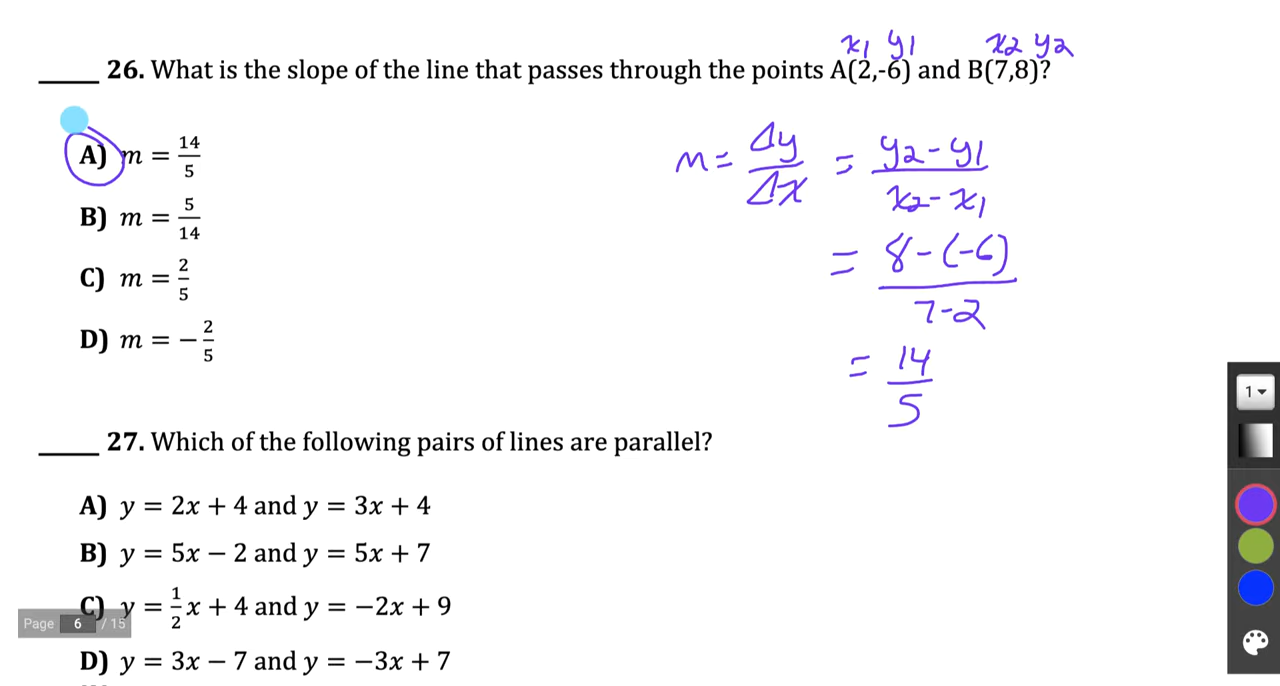 x1 y1 x2 y2
_____ 26. What is the slope of the line that passes through the points A(2,-6) and B(7,8)?
A) m = 14/5
B) m = 5/14
C) m = 2/5
D) m = −2/5
m = Δy/Δx = y2 - y1/x2 - x1
= 8-(-6)/7-2
= 14/5
_____ 27. Which of the following pairs of lines are parallel?
A) y = 2x + 4 and y = 3x + 4
B) y = 5x − 2 and y = 5x + 7
C) y = 1/2x + 4 and y = −2x + 9
D) y = 3x − 7 and y = −3x + 7
Page 6 / 15
1